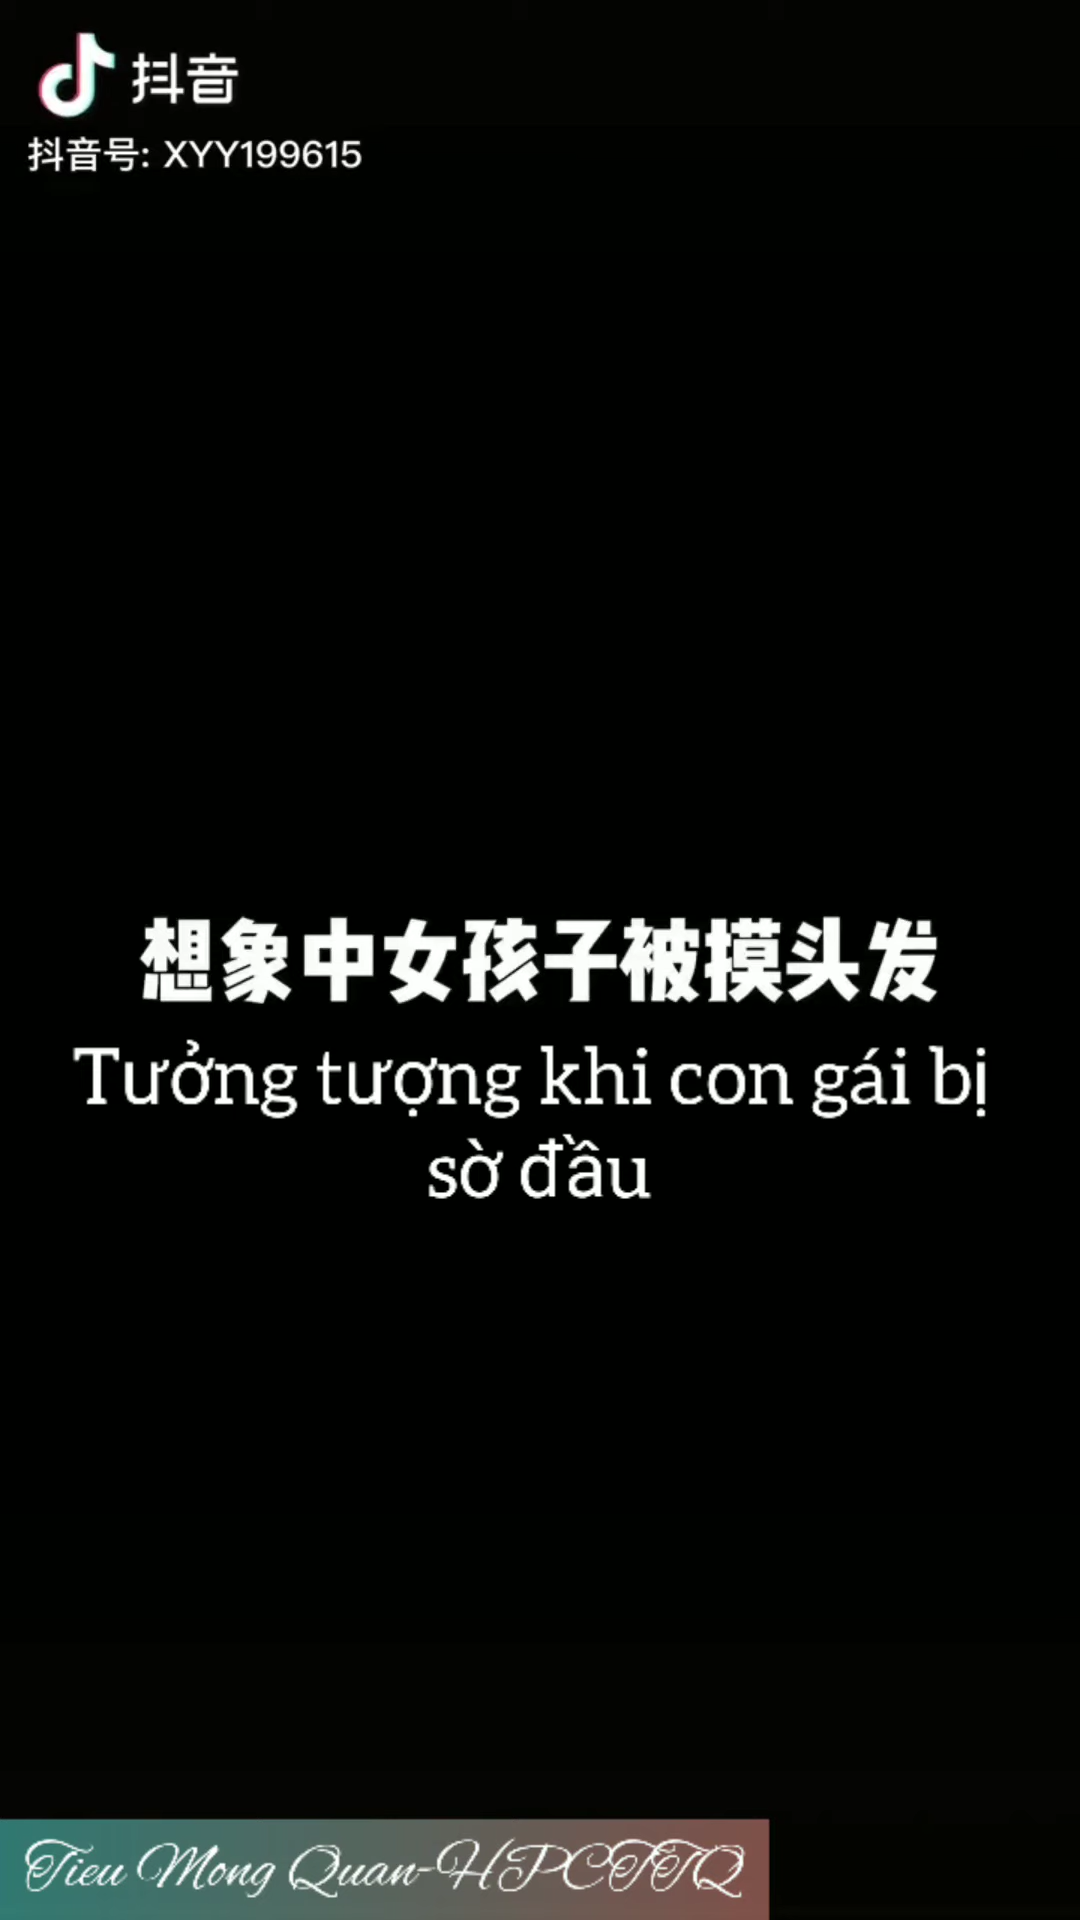 抖音
抖音号: XYY199615
想象中女孩子被摸头发
Tưởng tượng khi con gái bị
sờ đầu
Tieu Mong Quan-HPCTTQ